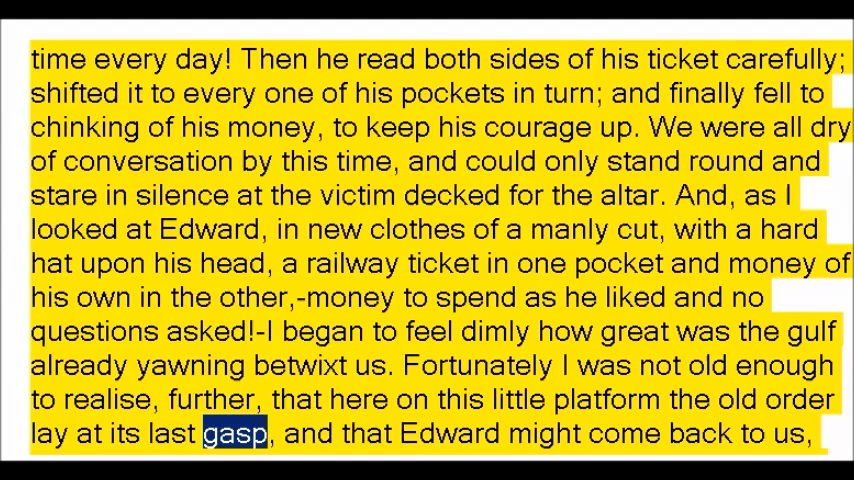 time every day! Then he read both sides of his ticket carefully;
shifted it to every one of his pockets in turn; and finally fell to
chinking of his money, to keep his courage up. We were all dry
of conversation by this time, and could only stand round and
stare in silence at the victim decked for the altar. And, as I
looked at Edward, in new clothes of a manly cut, with a hard
hat upon his head, a railway ticket in one pocket and money of
his own in the other,-money to spend as he liked and no
questions asked!-I began to feel dimly how great was the gulf
already yawning betwixt us. Fortunately I was not old enough
to realise, further, that here on this little platform the old order
lay at its last gasp, and that Edward might come back to us,